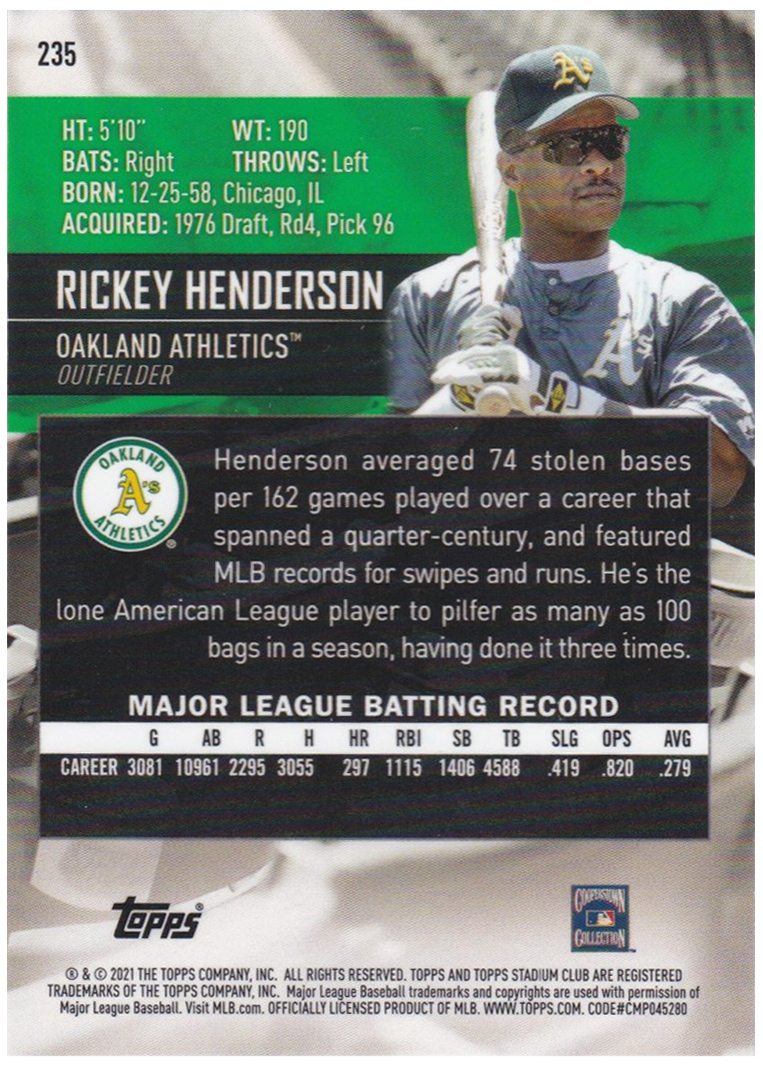 235
HT: 5'10" WT: 190
BATS: Right THROWS: Left
BORN: 12-25-58, Chicago, IL
ACQUIRED: 1976 Draft, Rd4, Pick 96
RICKEY HENDERSON
OAKLAND ATHLETICS™
OUTFIELDER
A's
A's
OAKLAND
A's
ATHLETICS
®
Henderson averaged 74 stolen bases
per 162 games played over a career that
spanned a quarter-century, and featured
MLB records for swipes and runs. He's the
lone American League player to pilfer as many as 100
bags in a season, having done it three times.
MAJOR LEAGUE BATTING RECORD
G AB R H HR RBI SB TB SLG OPS AVG
CAREER 3081 10961 2295 3055 297 1115 1406 4588 .419 .820 .279
topps®
COOPERSTOWN
COLLECTION™
® & © 2021 THE TOPPS COMPANY, INC. ALL RIGHTS RESERVED. TOPPS AND TOPPS STADIUM CLUB ARE REGISTERED
TRADEMARKS OF THE TOPPS COMPANY, INC. Major League Baseball trademarks and copyrights are used with permission of
Major League Baseball. Visit MLB.com. OFFICIALLY LICENSED PRODUCT OF MLB. WWW.TOPPS.COM. CODE#CMP045280